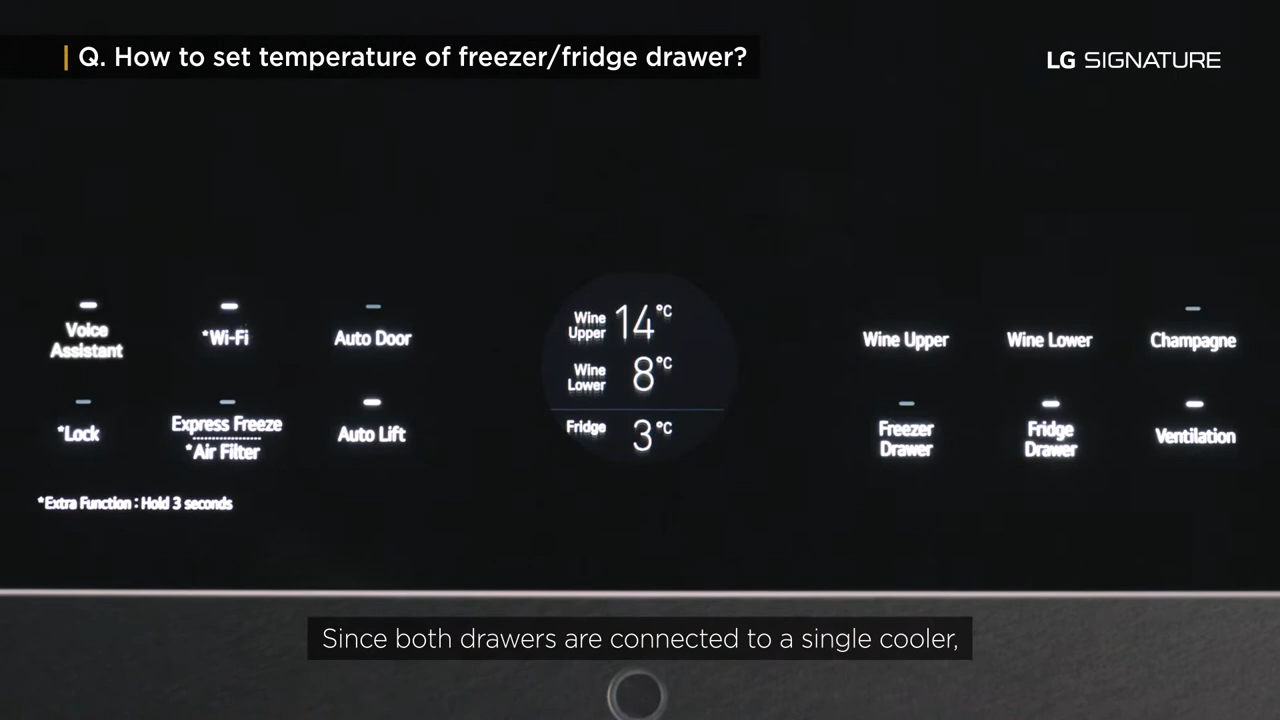 Q. How to set temperature of freezer/fridge drawer?
LG SIGNATURE
Voice
Assistant
*Wi-Fi
Auto Door
*Lock
Express Freeze
*Air Filter
Auto Lift
*Extra Function : Hold 3 seconds
Wine
Upper 14°C
Wine
Lower 8°C
Fridge 3°C
Wine Upper
Wine Lower
Champagne
Freezer
Drawer
Fridge
Drawer
Ventilation
Since both drawers are connected to a single cooler,